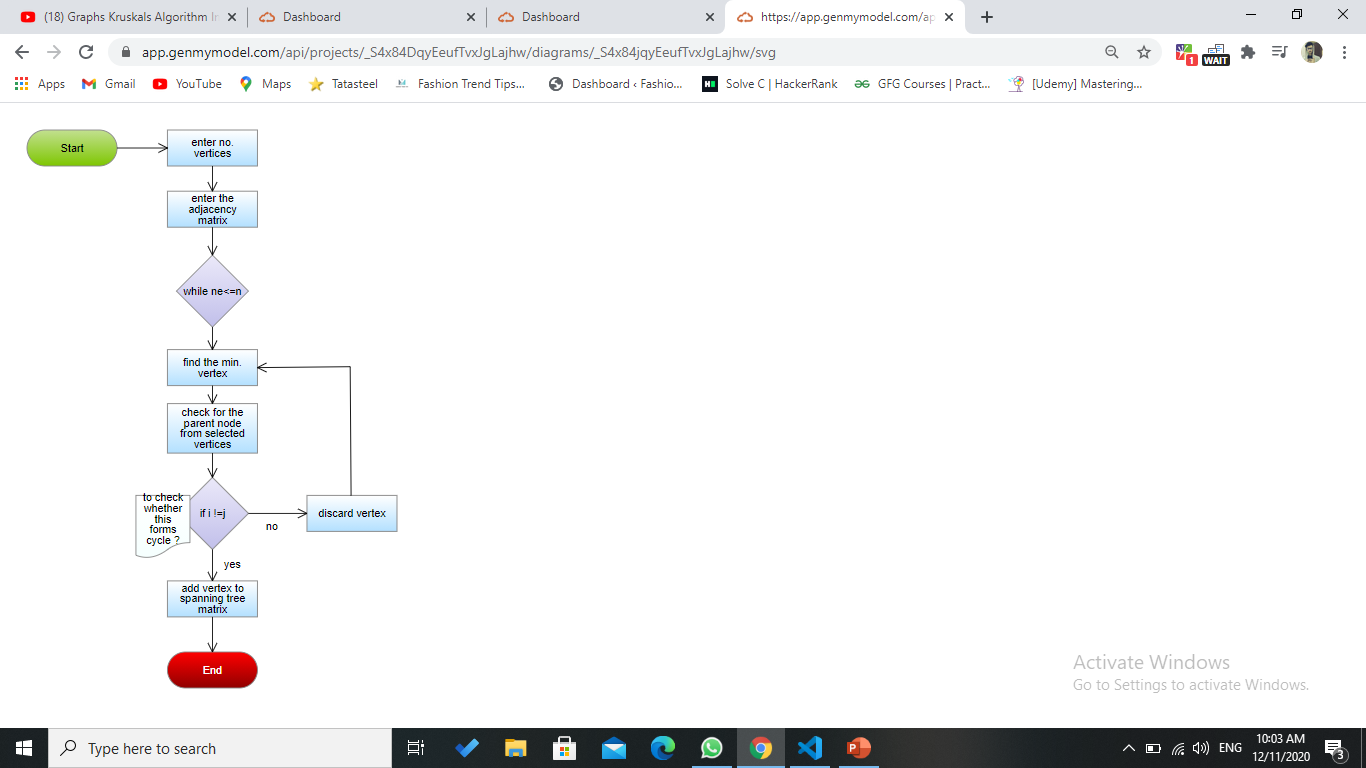 (18) Graphs Kruskals Algorithm In
Dashboard
Dashboard
https://app.genmymodel.com/ap
app.genmymodel.com/api/projects/_S4x84DqyEeufTvxJgLajhw/diagrams/_S4x84jqyEeufTvxJgLajhw/svg
1
WAIT
Apps
Gmail
YouTube
Maps
Tatasteel
Fashion Trend Tips...
Dashboard ‹ Fashio...
Solve C | HackerRank
GFG Courses | Pract...
[Udemy] Mastering...
Start
enter no.
vertices
enter the
adjacency
matrix
while ne<=n
find the min.
vertex
check for the
parent node
from selected
vertices
to check
whether
this
forms
cycle ?
if i !=j
no
discard vertex
yes
add vertex to
spanning tree
matrix
End
Activate Windows
Go to Settings to activate Windows.
Type here to search
ENG
10:03 AM
12/11/2020
3